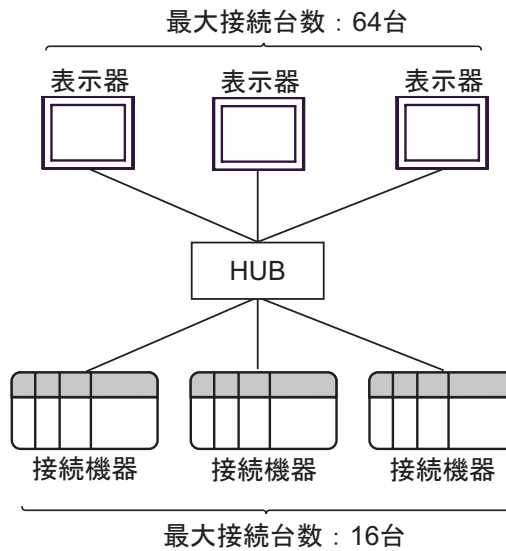 最大接続台数：64台
表示器 表示器 表示器
HUB
接続機器 接続機器 接続機器
最大接続台数：16台